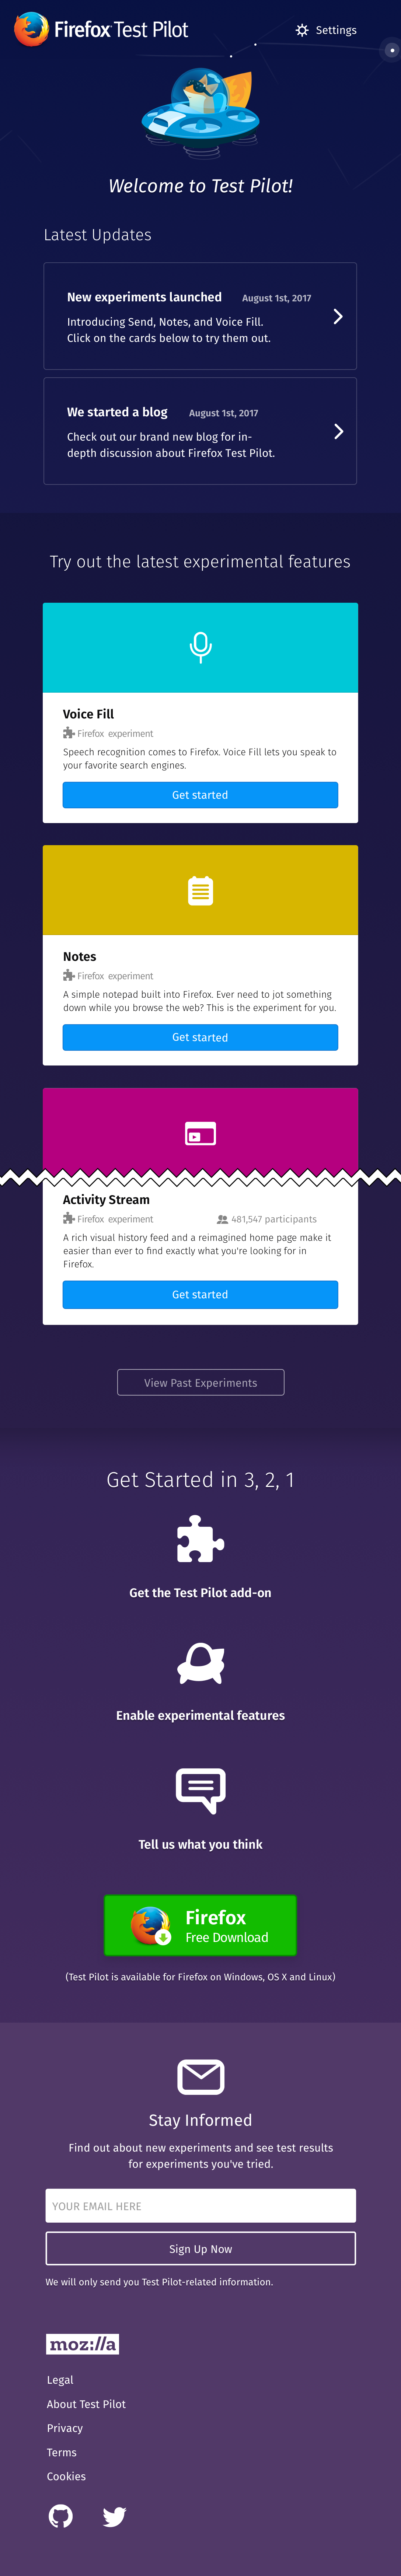 Firefox Test Pilot
Settings
Welcome to Test Pilot!
Latest Updates
New experiments launched August 1st, 2017
Introducing Send, Notes, and Voice Fill.
Click on the cards below to try them out.
We started a blog August 1st, 2017
Check out our brand new blog for in-
depth discussion about Firefox Test Pilot.
Try out the latest experimental features
Voice Fill
Firefox experiment
Speech recognition comes to Firefox. Voice Fill lets you speak to
your favorite search engines.
Get started
Notes
Firefox experiment
A simple notepad built into Firefox. Ever need to jot something
down while you browse the web? This is the experiment for you.
Get started
Activity Stream
Firefox experiment 481,547 participants
A rich visual history feed and a reimagined home page make it
easier than ever to find exactly what you're looking for in
Firefox.
Get started
View Past Experiments
Get Started in 3, 2, 1
Get the Test Pilot add-on
Enable experimental features
Tell us what you think
Firefox
Free Download
(Test Pilot is available for Firefox on Windows, OS X and Linux)
Stay Informed
Find out about new experiments and see test results
for experiments you've tried.
YOUR EMAIL HERE
Sign Up Now
We will only send you Test Pilot-related information.
moz://a
Legal
About Test Pilot
Privacy
Terms
Cookies